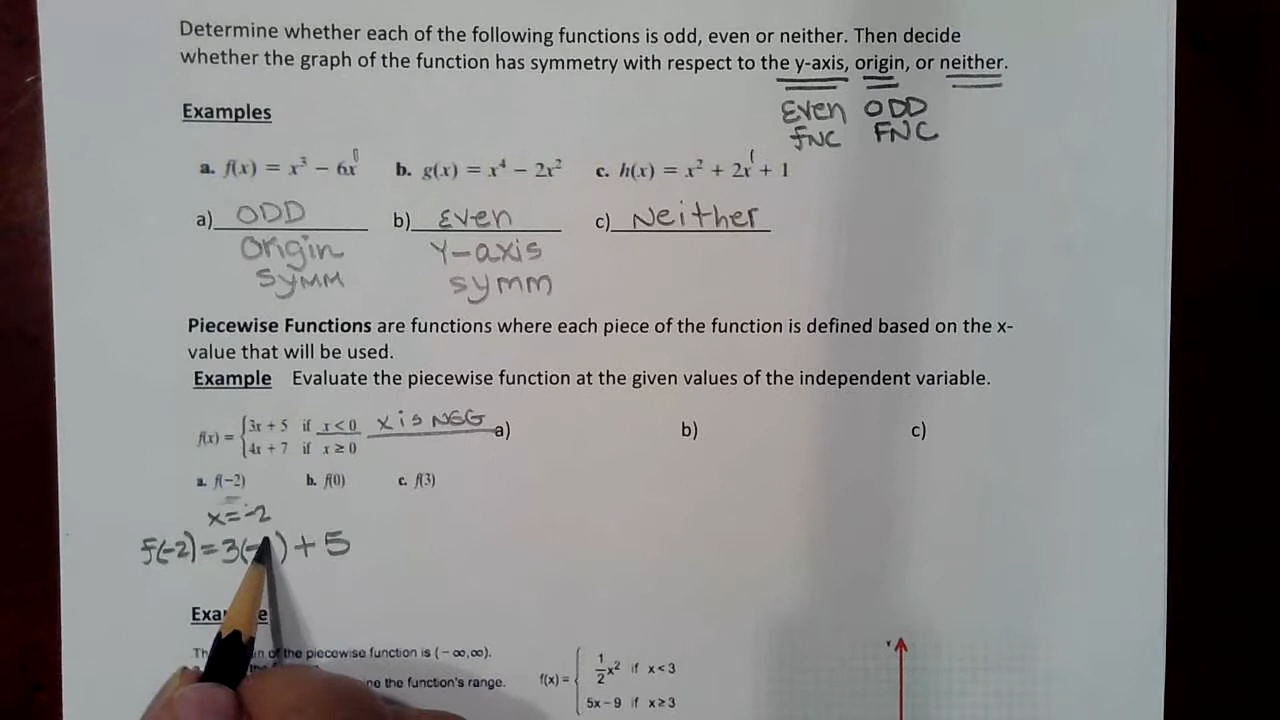 Determine whether each of the following functions is odd, even or neither. Then decide
whether the graph of the function has symmetry with respect to the y-axis, origin, or neither.
Even ODD
FNC FNC
Examples
a. f(x) = x³ − 6x b. g(x) = x⁴ − 2x² c. h(x) = x² + 2x¹ + 1
a) ODD b) Even c) Neither
Origin Y-axis
SYMM symm
Piecewise Functions are functions where each piece of the function is defined based on the x-
value that will be used.
Example Evaluate the piecewise function at the given values of the independent variable.
f(x) = { 3x + 5 if x < 0 x is NEG a) b) c)
4x + 7 if x ≥ 0
a. f(−2) b. f(0) c. f(3)
x = -2
f(-2) = 3(- ) + 5
of the piecewise function is (−∞,∞).
the function's range.
f(x) = { 1/2 x² if x < 3
5x − 9 if x ≥ 3
Y